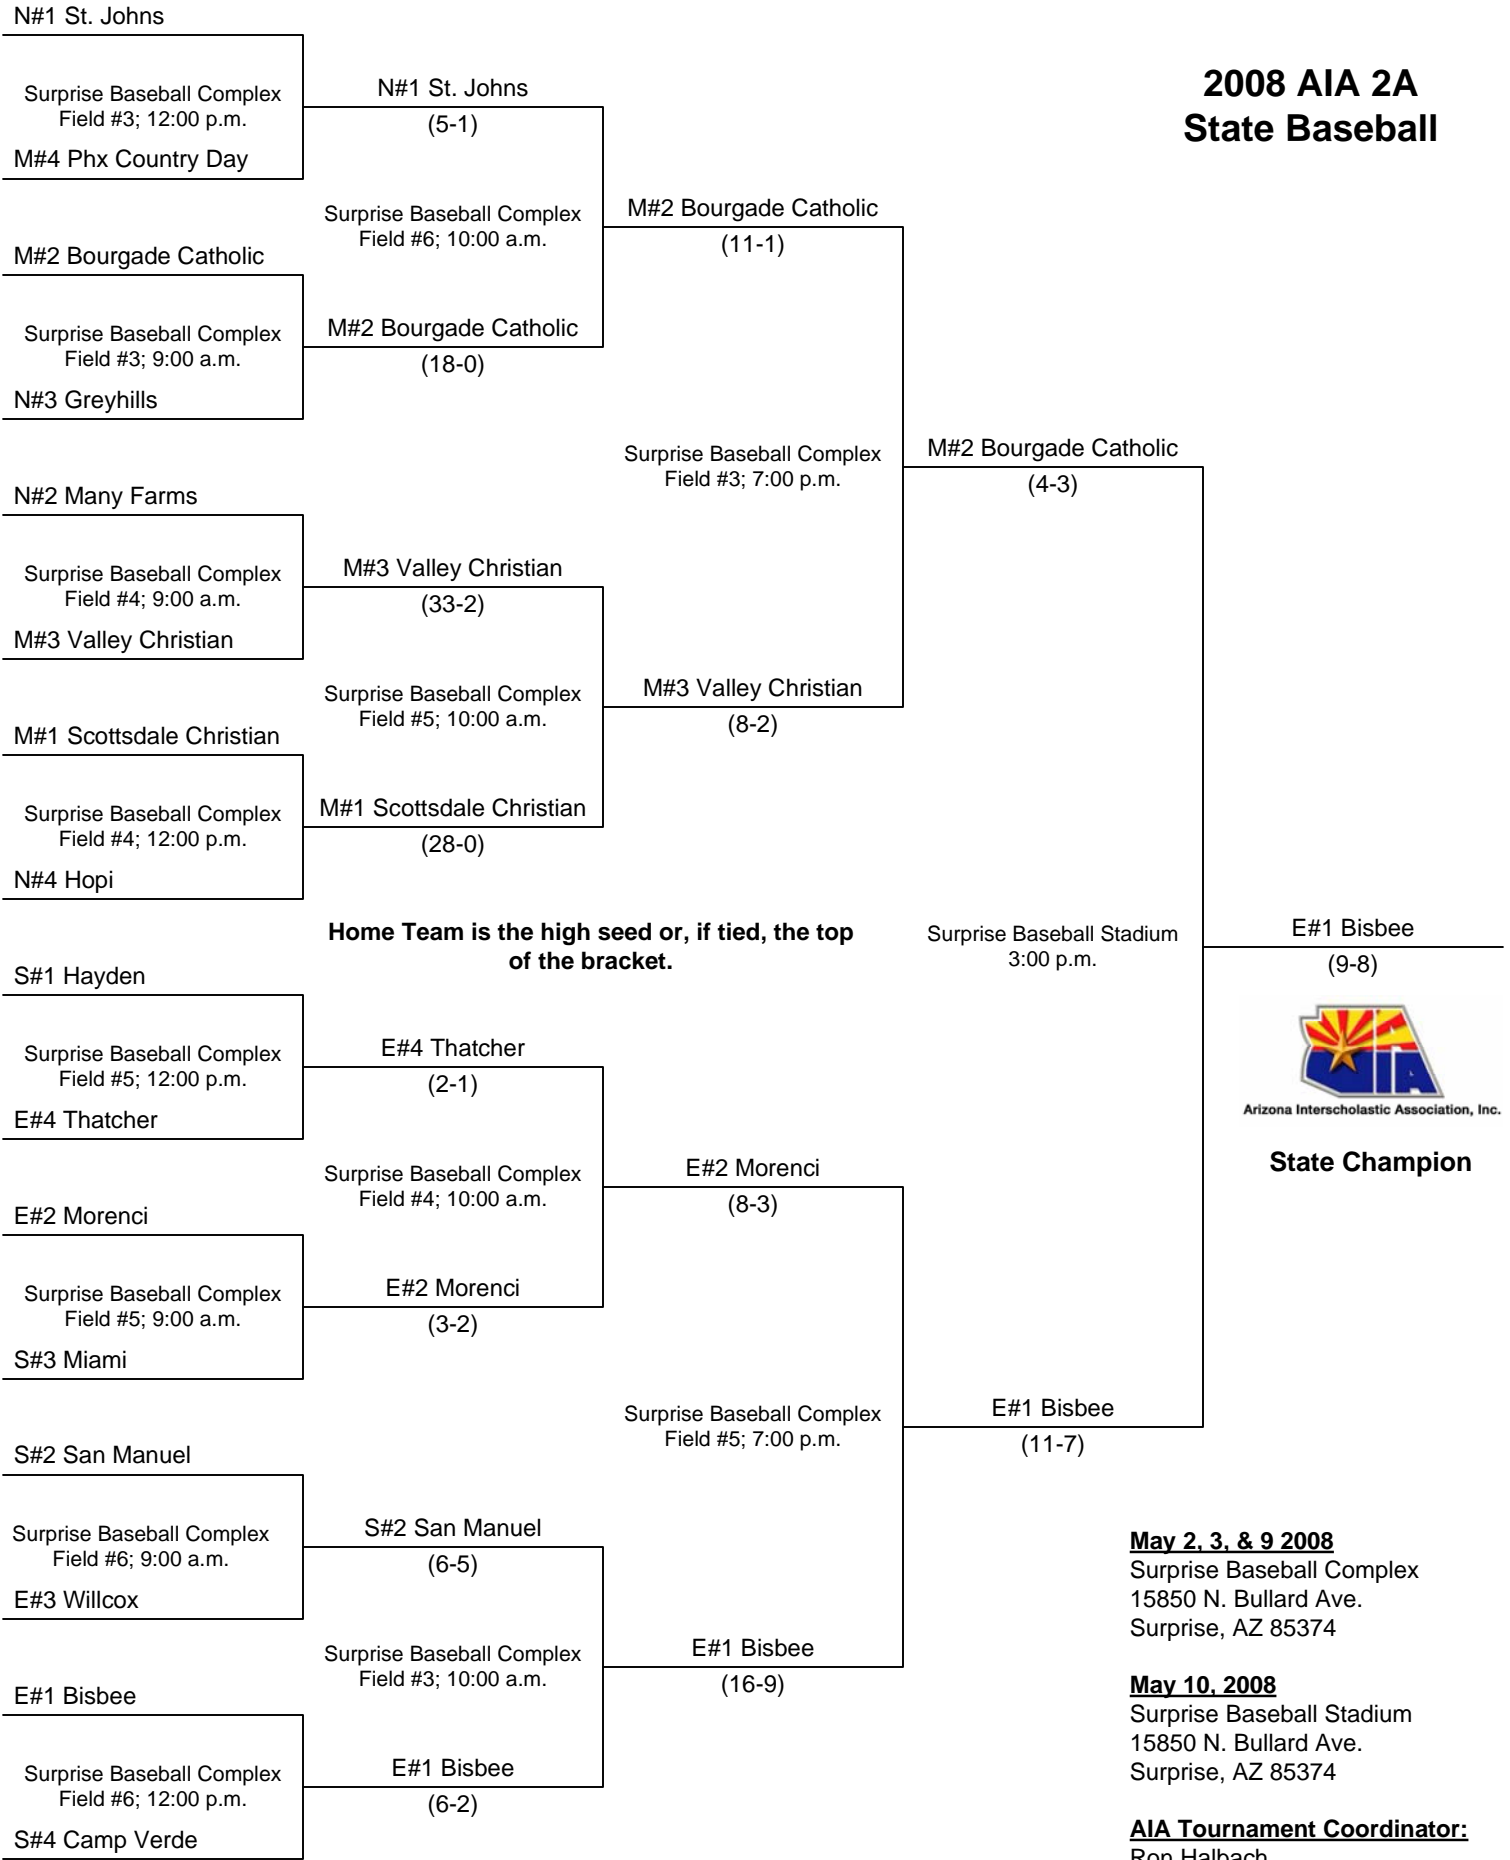 N#1 St. Johns
Surprise Baseball Complex
Field #3; 12:00 p.m.
M#4 Phx Country Day
M#2 Bourgade Catholic
Surprise Baseball Complex
Field #3; 9:00 a.m.
N#3 Greyhills
N#2 Many Farms
Surprise Baseball Complex
Field #4; 9:00 a.m.
M#3 Valley Christian
M#1 Scottsdale Christian
Surprise Baseball Complex
Field #4; 12:00 p.m.
N#4 Hopi
S#1 Hayden
Surprise Baseball Complex
Field #5; 12:00 p.m.
E#4 Thatcher
E#2 Morenci
Surprise Baseball Complex
Field #5; 9:00 a.m.
S#3 Miami
S#2 San Manuel
Surprise Baseball Complex
Field #6; 9:00 a.m.
E#3 Willcox
E#1 Bisbee
Surprise Baseball Complex
Field #6; 12:00 p.m.
S#4 Camp Verde
N#1 St. Johns
(5-1)
Surprise Baseball Complex
Field #6; 10:00 a.m.
M#2 Bourgade Catholic
(18-0)
M#3 Valley Christian
(33-2)
Surprise Baseball Complex
Field #5; 10:00 a.m.
M#1 Scottsdale Christian
(28-0)
Home Team is the high seed or, if tied, the top
of the bracket.
E#4 Thatcher
(2-1)
Surprise Baseball Complex
Field #4; 10:00 a.m.
E#2 Morenci
(3-2)
S#2 San Manuel
(6-5)
Surprise Baseball Complex
Field #3; 10:00 a.m.
E#1 Bisbee
(6-2)
M#2 Bourgade Catholic
(11-1)
Surprise Baseball Complex
Field #3; 7:00 p.m.
M#3 Valley Christian
(8-2)
E#2 Morenci
(8-3)
Surprise Baseball Complex
Field #5; 7:00 p.m.
E#1 Bisbee
(16-9)
M#2 Bourgade Catholic
(4-3)
Surprise Baseball Stadium
3:00 p.m.
E#1 Bisbee
(11-7)
2008 AIA 2A
State Baseball
E#1 Bisbee
(9-8)
AIA
Arizona Interscholastic Association, Inc.
State Champion
May 2, 3, & 9 2008
Surprise Baseball Complex
15850 N. Bullard Ave.
Surprise, AZ 85374
May 10, 2008
Surprise Baseball Stadium
15850 N. Bullard Ave.
Surprise, AZ 85374
AIA Tournament Coordinator:
Ron Halbach